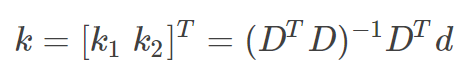 k = [k₁ k₂]ᵀ = (DᵀD)⁻¹Dᵀd